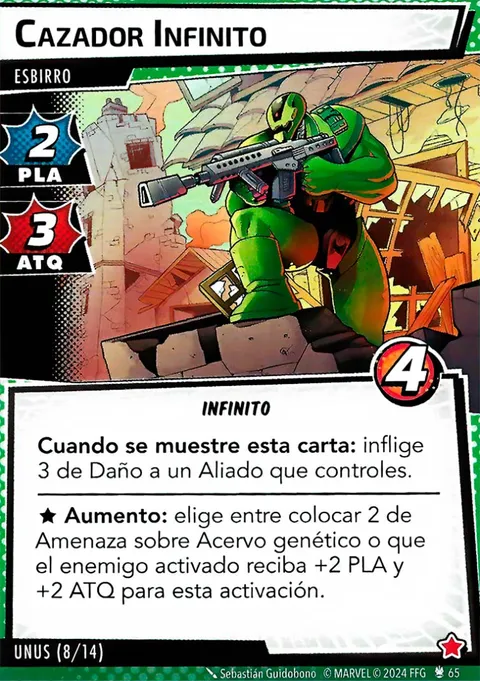 CAZADOR INFINITO
ESBIRRO
2
PLA
3
ATQ
4
INFINITO
Cuando se muestre esta carta: inflige
3 de Daño a un Aliado que controles.
★ Aumento: elige entre colocar 2 de
Amenaza sobre Acervo genético o que
el enemigo activado reciba +2 PLA y
+2 ATQ para esta activación.
UNUS (8/14)
Sebastián Guidobono © MARVEL © 2024 FFG 65